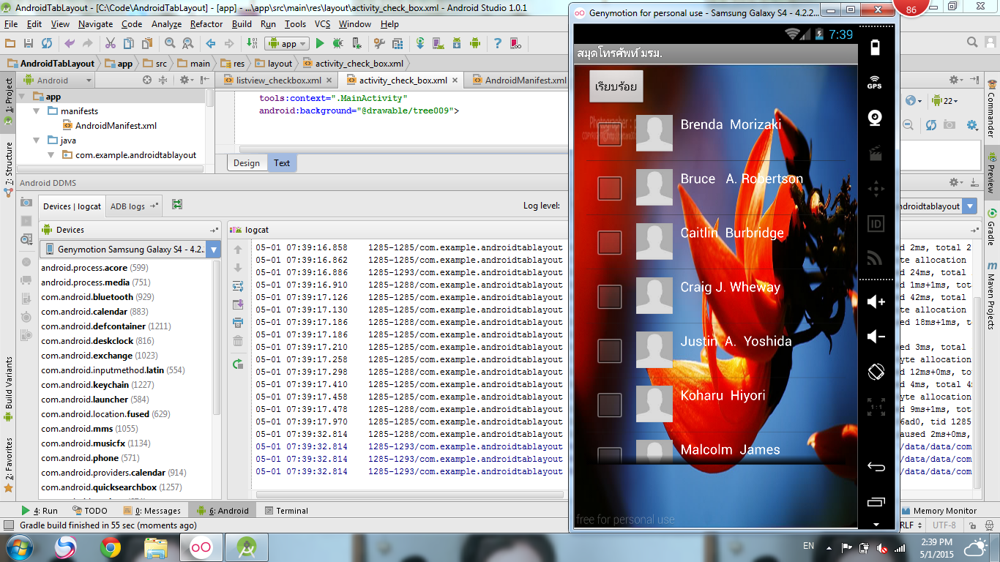 AndroidTabLayout - [C:\Code\AndroidTabLayout] - [app] - ...\app\src\main\res\layout\activity_check_box.xml - Android Studio 1.0.1
File Edit View Navigate Code Analyze Refactor Build Run Tools VCS Window Help
app
AndroidTabLayout app src main res layout activity_check_box.xml
1: Project
7: Structure
Build Variants
2: Favorites
Android
app
manifests
AndroidManifest.xml
java
com.example.androidtablayout
listview_checkbox.xml activity_check_box.xml AndroidManifest.xml
tools:context=".MainActivity"
android:background="@drawable/tree009">
Design Text
Android DDMS
Devices | logcat ADB logs Log level:
Devices
Genymotion Samsung Galaxy S4 - 4.2...
android.process.acore (599)
android.process.media (751)
com.android.bluetooth (929)
com.android.calendar (883)
com.android.defcontainer (1211)
com.android.deskclock (816)
com.android.exchange (1023)
com.android.inputmethod.latin (554)
com.android.keychain (1227)
com.android.launcher (584)
com.android.location.fused (629)
com.android.mms (1055)
com.android.musicfx (1134)
com.android.phone (571)
com.android.providers.calendar (914)
com.android.quicksearchbox (1257)
logcat
05-01 07:39:16.858 1285-1285/com.example.androidtablayout
05-01 07:39:16.862 1285-1285/com.example.androidtablayout
05-01 07:39:16.886 1285-1293/com.example.androidtablayout
05-01 07:39:16.910 1285-1288/com.example.androidtablayout
05-01 07:39:17.126 1285-1285/com.example.androidtablayout
05-01 07:39:17.130 1285-1285/com.example.androidtablayout
05-01 07:39:17.186 1285-1288/com.example.androidtablayout
05-01 07:39:17.186 1285-1285/com.example.androidtablayout
05-01 07:39:17.210 1285-1293/com.example.androidtablayout
05-01 07:39:17.258 1285-1285/com.example.androidtablayout
05-01 07:39:17.298 1285-1288/com.example.androidtablayout
05-01 07:39:17.410 1285-1285/com.example.androidtablayout
05-01 07:39:17.458 1285-1285/com.example.androidtablayout
05-01 07:39:17.478 1285-1288/com.example.androidtablayout
05-01 07:39:17.970 1285-1288/com.example.androidtablayout
05-01 07:39:32.814 1285-1288/com.example.androidtablayout
05-01 07:39:32.814 1285-1293/com.example.androidtablayout
05-01 07:39:32.814 1285-1293/com.example.androidtablayout
05-01 07:39:32.814 1285-1293/com.example.androidtablayout
Genymotion for personal use - Samsung Galaxy S4 - 4.2.2...
86
7:39
สมุดโทรศัพท์ มรม.
เรียบร้อย
Photographer : p
Brenda Morizaki
Bruce A. Robertson
Caitlin Burbridge
Craig J. Wheway
Justin A. Yoshida
Koharu Hiyori
Malcolm James
free for personal use
GPS
ID
1:1
22
ndroidtablayout
d 2ms, total 2
te allocation
d 24ms, total
d 1ms+1ms, tot
d 42ms, total
te allocation
ed 18ms+1ms, t
ed 3ms, total
yte allocation
d 12ms+0ms, to
d 4ms, total 4
yte allocation
ed 9ms+1ms, to
6ad0, tid 1285
aused 2ms+0ms,
/data/data/com
/data/data/com
/data/data/com
Commander
Preview
Gradle
Maven Projects
4: Run TODO 0: Messages 6: Android Terminal Memory Monitor
Gradle build finished in 55 sec (moments ago) RLF UTF-8
EN 2:39 PM
5/1/2015